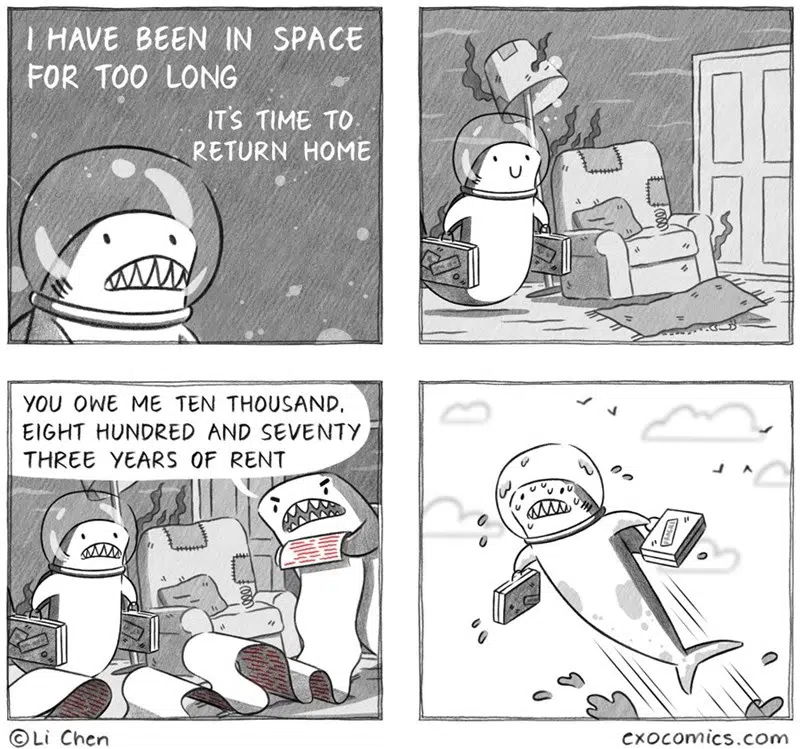 I HAVE BEEN IN SPACE
FOR TOO LONG
IT'S TIME TO
RETURN HOME
YOU OWE ME TEN THOUSAND,
EIGHT HUNDRED AND SEVENTY
THREE YEARS OF RENT
©Li Chen
exocomics.com